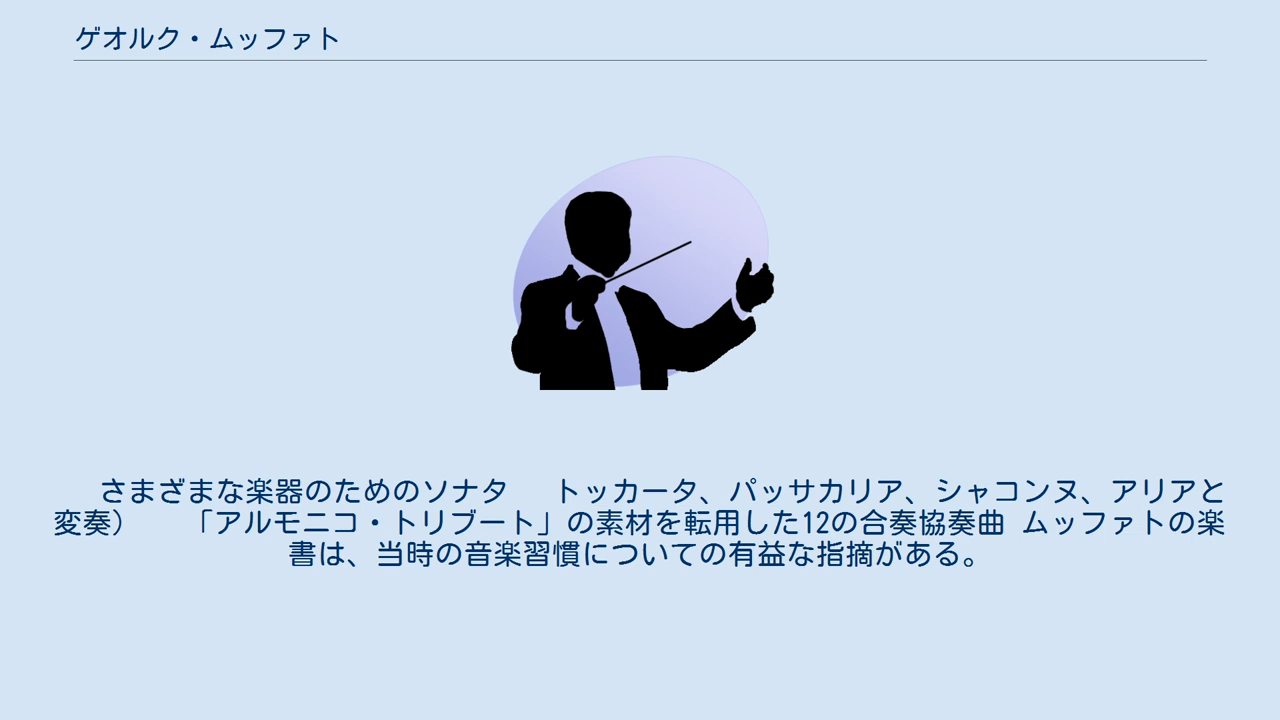 ゲオルク・ムッファト
さまざまな楽器のためのソナタ　トッカータ、パッサカリア、シャコンヌ、アリアと
変奏）　「アルモニコ・トリブート」の素材を転用した12の合奏協奏曲 ムッファトの楽
書は、当時の音楽習慣についての有益な指摘がある。